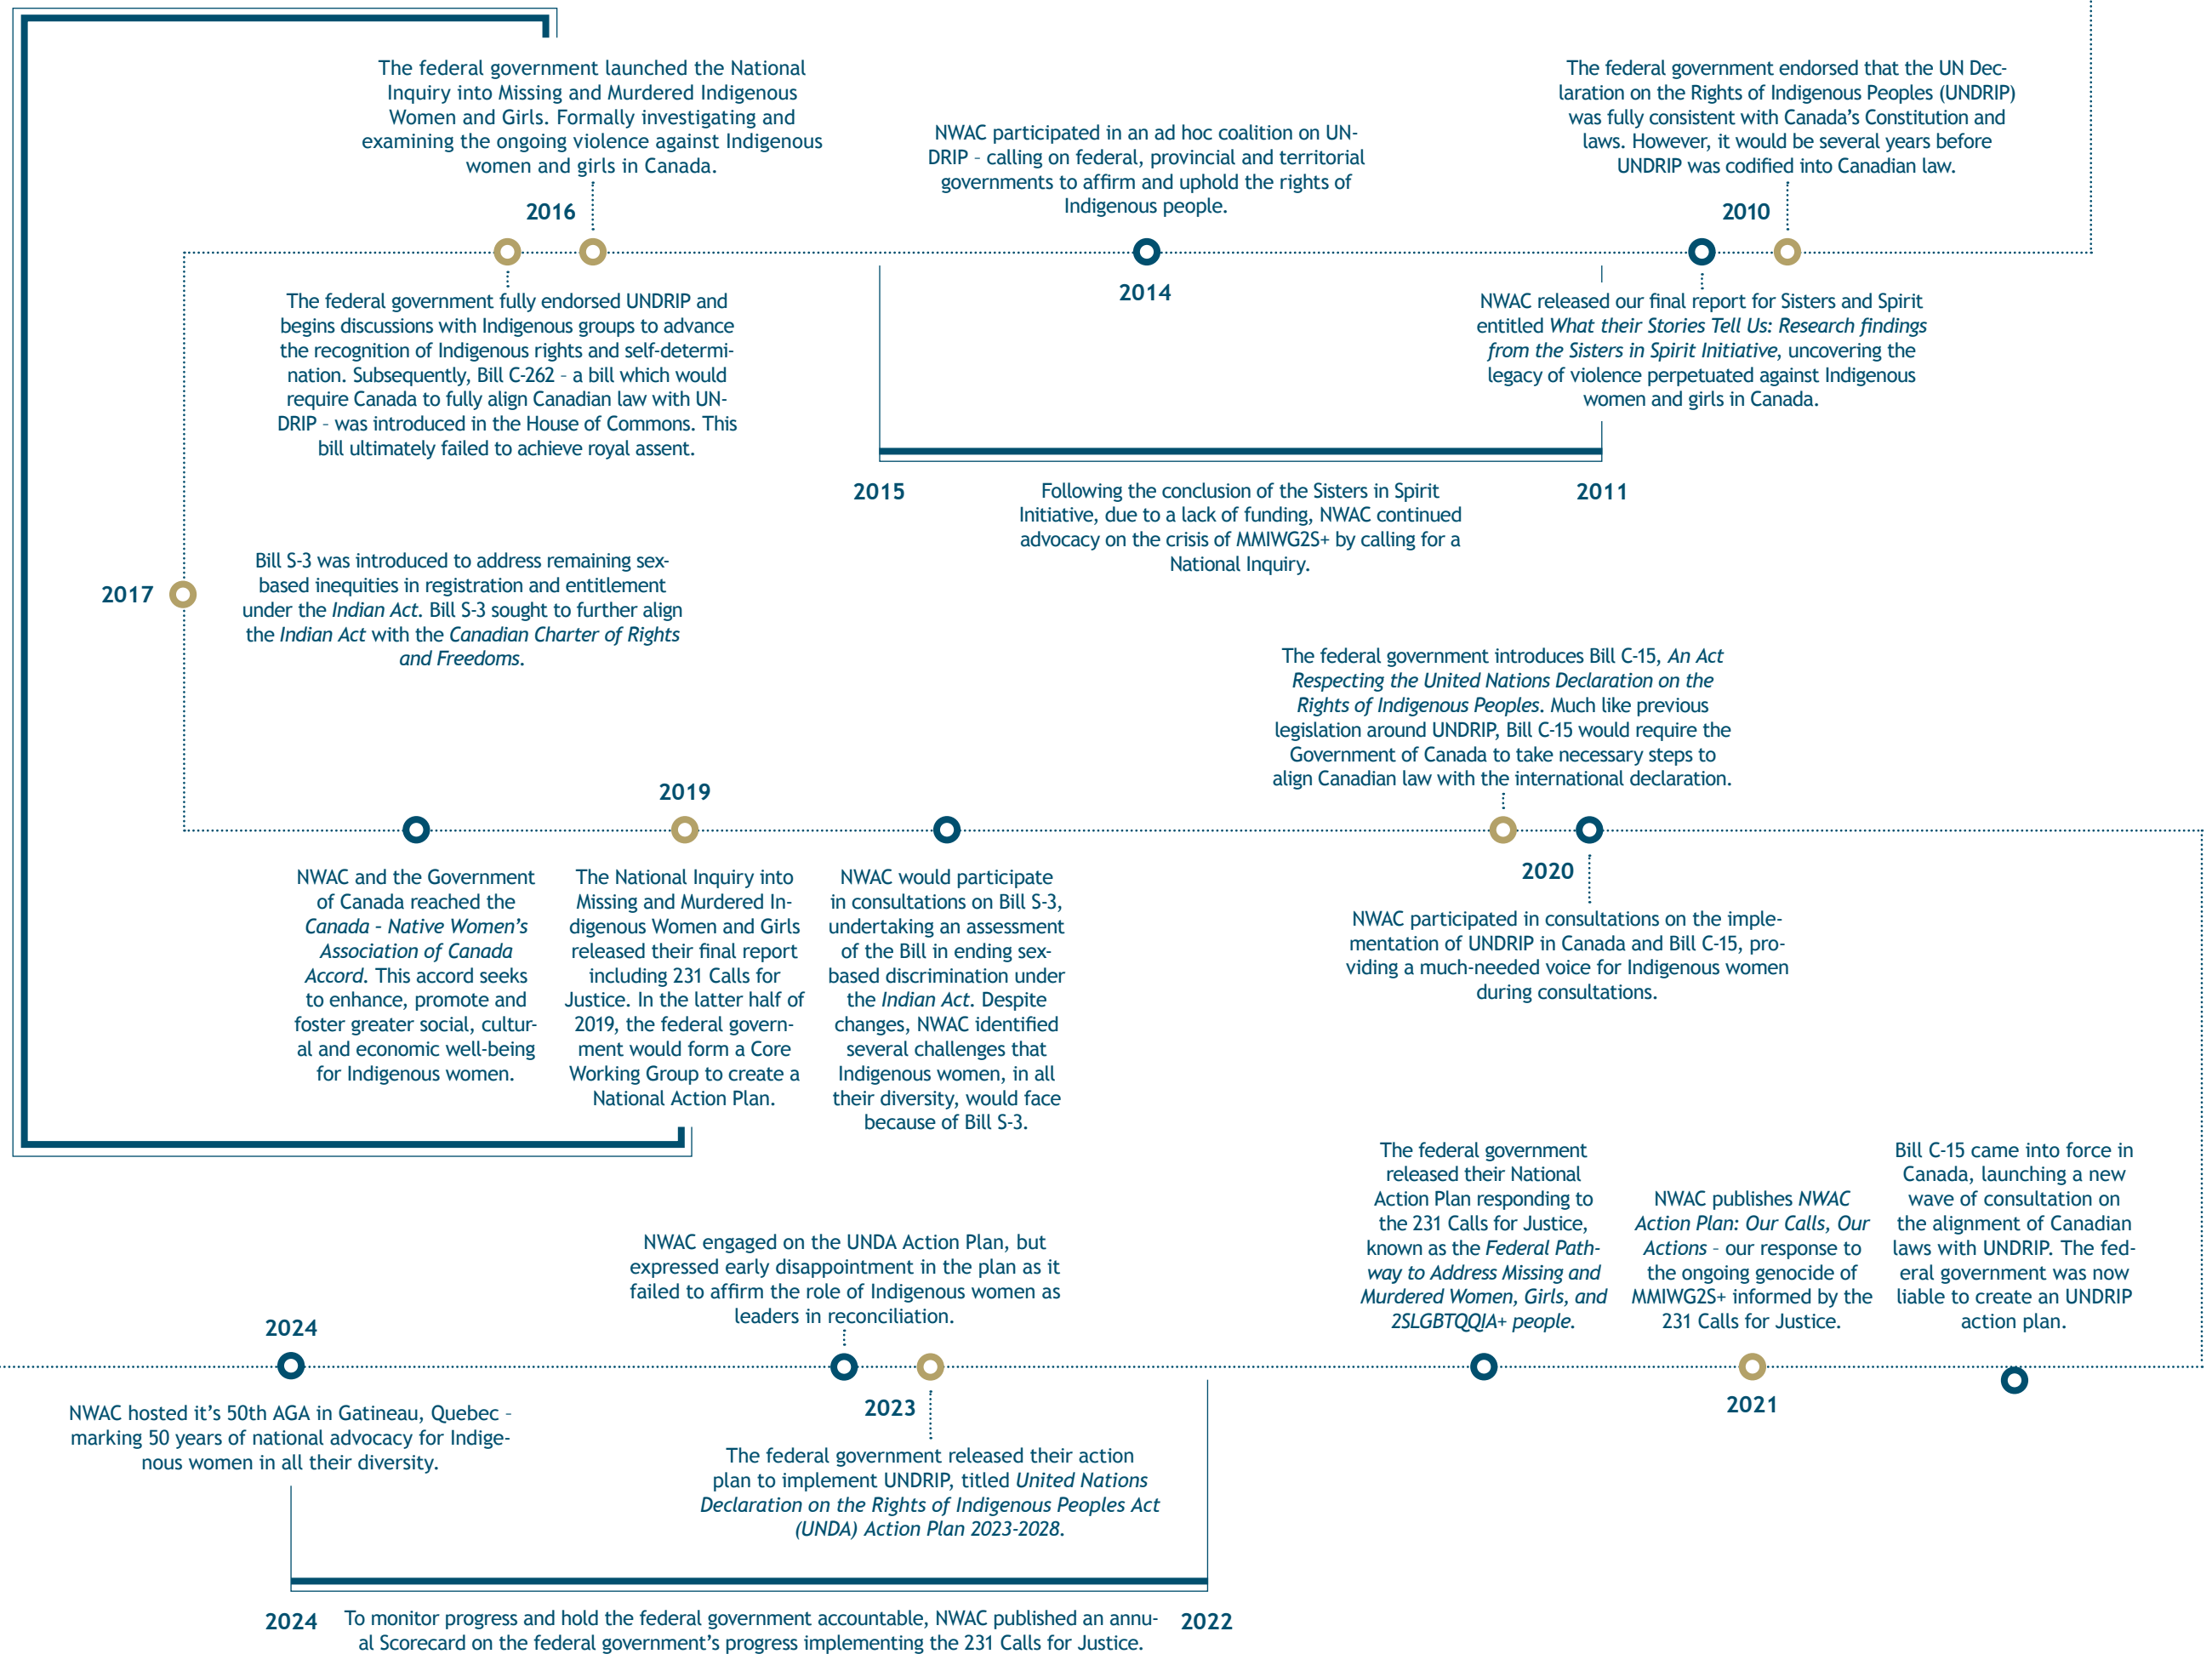 The federal government launched the National
Inquiry into Missing and Murdered Indigenous
Women and Girls. Formally investigating and
examining the ongoing violence against Indigenous
women and girls in Canada.
2016
NWAC participated in an ad hoc coalition on UN-
DRIP - calling on federal, provincial and territorial
governments to affirm and uphold the rights of
Indigenous people.
The federal government endorsed that the UN Dec-
laration on the Rights of Indigenous Peoples (UNDRIP)
was fully consistent with Canada’s Constitution and
laws. However, it would be several years before
UNDRIP was codified into Canadian law.
2010
The federal government fully endorsed UNDRIP and
begins discussions with Indigenous groups to advance
the recognition of Indigenous rights and self-determi-
nation. Subsequently, Bill C-262 - a bill which would
require Canada to fully align Canadian law with UN-
DRIP - was introduced in the House of Commons. This
bill ultimately failed to achieve royal assent.
2014
NWAC released our final report for Sisters and Spirit
entitled What their Stories Tell Us: Research findings
from the Sisters in Spirit Initiative, uncovering the
legacy of violence perpetuated against Indigenous
women and girls in Canada.
2015
Following the conclusion of the Sisters in Spirit
Initiative, due to a lack of funding, NWAC continued
advocacy on the crisis of MMIWG2S+ by calling for a
National Inquiry.
2011
2017
Bill S-3 was introduced to address remaining sex-
based inequities in registration and entitlement
under the Indian Act. Bill S-3 sought to further align
the Indian Act with the Canadian Charter of Rights
and Freedoms.
The federal government introduces Bill C-15, An Act
Respecting the United Nations Declaration on the
Rights of Indigenous Peoples. Much like previous
legislation around UNDRIP, Bill C-15 would require the
Government of Canada to take necessary steps to
align Canadian law with the international declaration.
2019
NWAC and the Government
of Canada reached the
Canada - Native Women’s
Association of Canada
Accord. This accord seeks
to enhance, promote and
foster greater social, cultur-
al and economic well-being
for Indigenous women.
The National Inquiry into
Missing and Murdered In-
digenous Women and Girls
released their final report
including 231 Calls for
Justice. In the latter half of
2019, the federal govern-
ment would form a Core
Working Group to create a
National Action Plan.
NWAC would participate
in consultations on Bill S-3,
undertaking an assessment
of the Bill in ending sex-
based discrimination under
the Indian Act. Despite
changes, NWAC identified
several challenges that
Indigenous women, in all
their diversity, would face
because of Bill S-3.
2020
NWAC participated in consultations on the imple-
mentation of UNDRIP in Canada and Bill C-15, pro-
viding a much-needed voice for Indigenous women
during consultations.
The federal government
released their National
Action Plan responding to
the 231 Calls for Justice,
known as the Federal Path-
way to Address Missing and
Murdered Women, Girls, and
2SLGBTQQIA+ people.
NWAC publishes NWAC
Action Plan: Our Calls, Our
Actions - our response to
the ongoing genocide of
MMIWG2S+ informed by the
231 Calls for Justice.
Bill C-15 came into force in
Canada, launching a new
wave of consultation on
the alignment of Canadian
laws with UNDRIP. The fed-
eral government was now
liable to create an UNDRIP
action plan.
2021
NWAC engaged on the UNDA Action Plan, but
expressed early disappointment in the plan as it
failed to affirm the role of Indigenous women as
leaders in reconciliation.
2023
The federal government released their action
plan to implement UNDRIP, titled United Nations
Declaration on the Rights of Indigenous Peoples Act
(UNDA) Action Plan 2023-2028.
2024
NWAC hosted it’s 50th AGA in Gatineau, Quebec -
marking 50 years of national advocacy for Indige-
nous women in all their diversity.
2024
To monitor progress and hold the federal government accountable, NWAC published an annu-
al Scorecard on the federal government’s progress implementing the 231 Calls for Justice.
2022